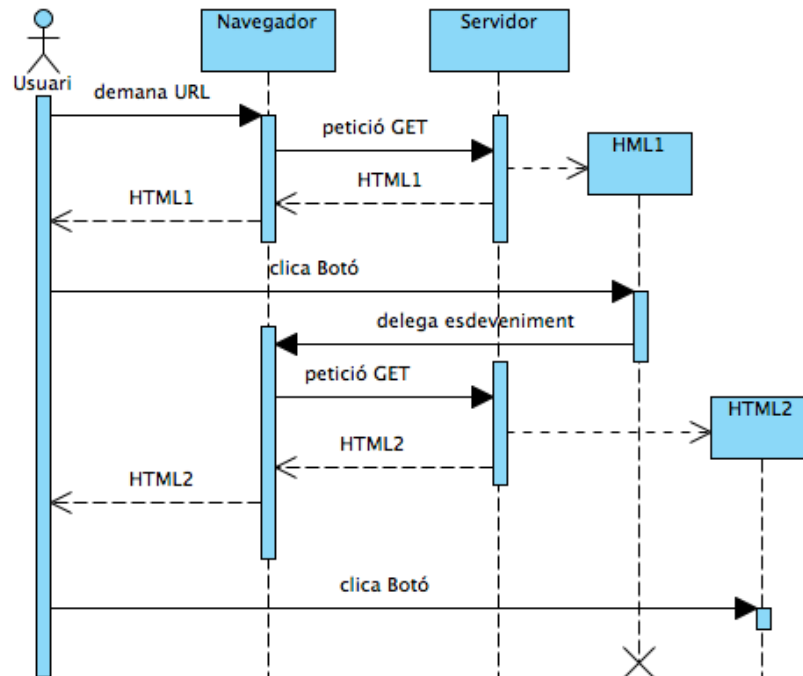 Navegador
Servidor
Usuari
demana URL
petició GET
HML1
HTML1
HTML1
clica Botó
delega esdeveniment
petició GET
HTML2
HTML2
HTML2
clica Botó